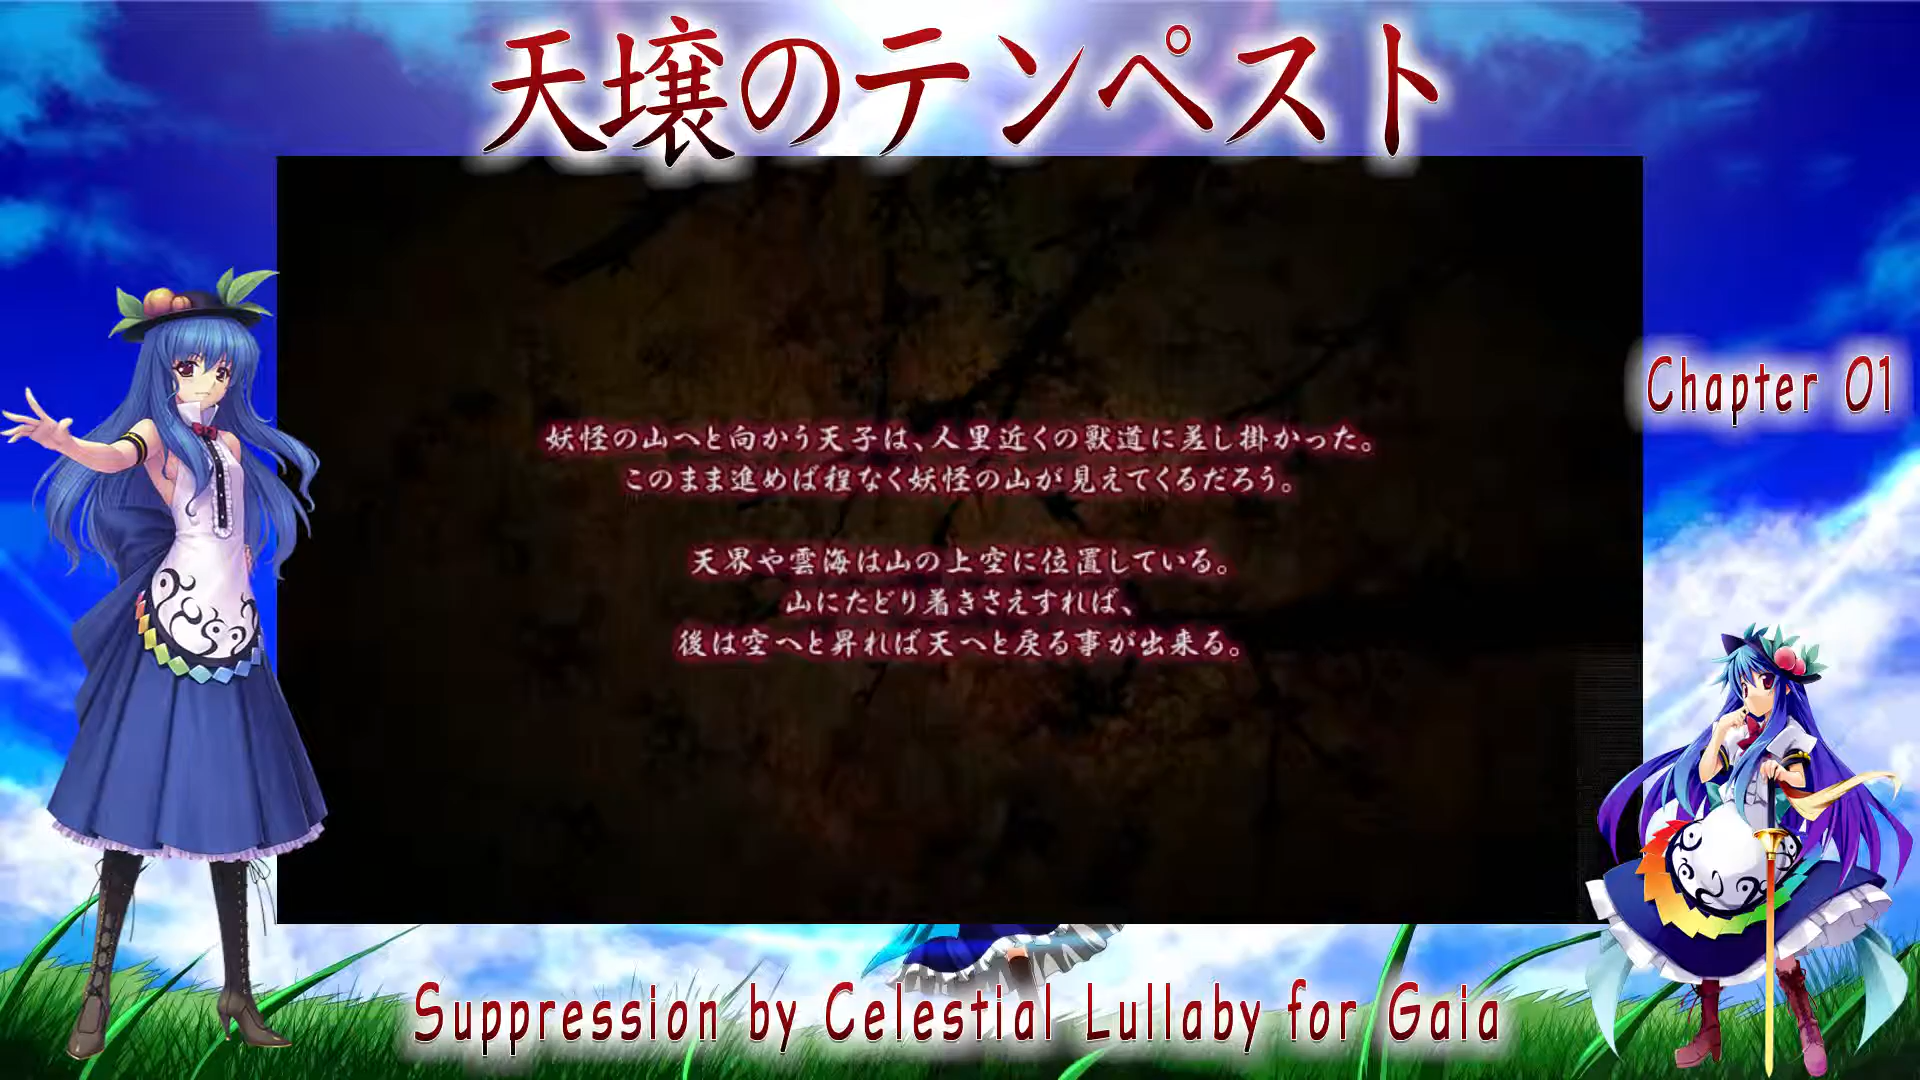 天壌のテンペスト
妖怪の山へと向かう天子は、人里近くの獣道に差し掛かった。
このまま進めば程なく妖怪の山が見えてくるだろう。
天界や雲海は山の上空に位置している。
山にたどり着きさえすれば、
後は空へと昇れば天へと戻る事が出来る。
Chapter 01
Suppression by Celestial Lullaby for Gaia